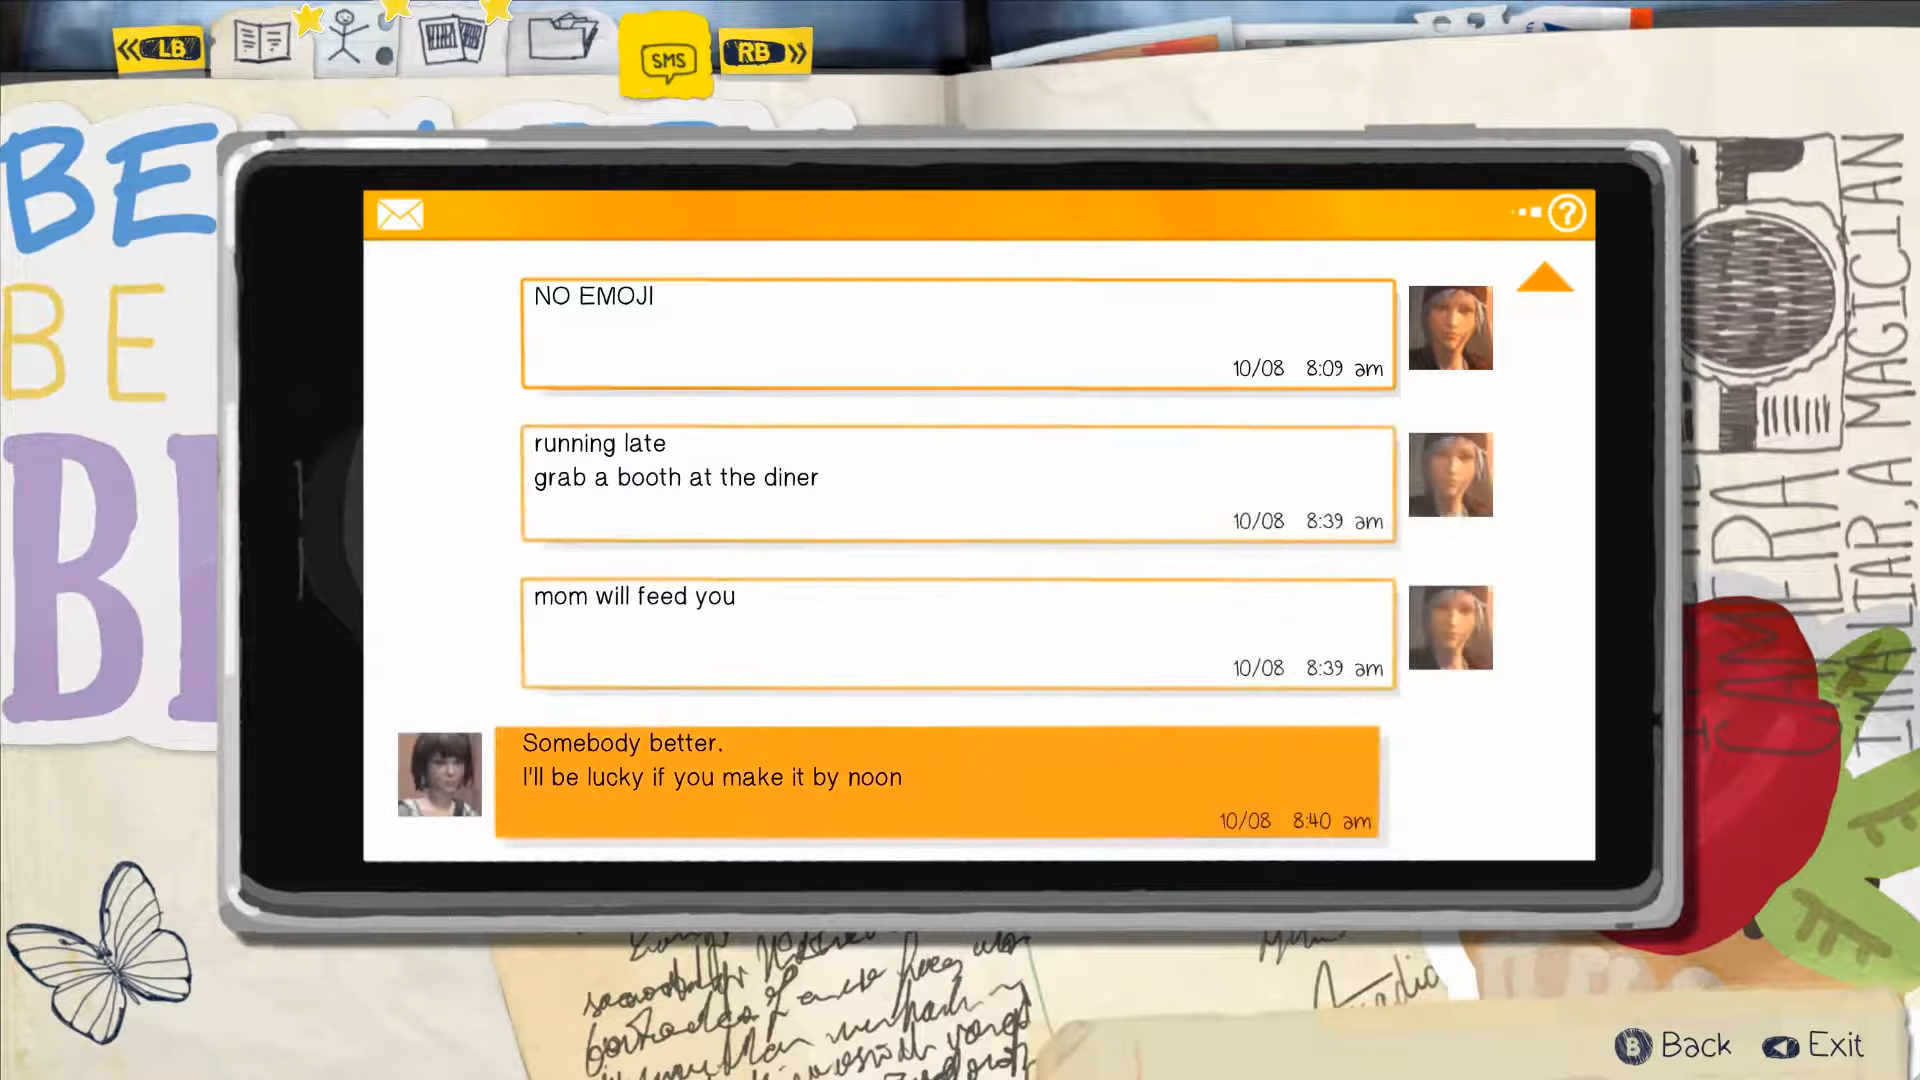 LB
SMS
RB
BE
BE
NO EMOJI
10/08 8:09 am
running late
grab a booth at the diner
10/08 8:39 am
mom will feed you
10/08 8:39 am
Somebody better.
I'll be lucky if you make it by noon
10/08 8:40 am
I'M A LIAR, A MAGICIAN
B Back
Exit